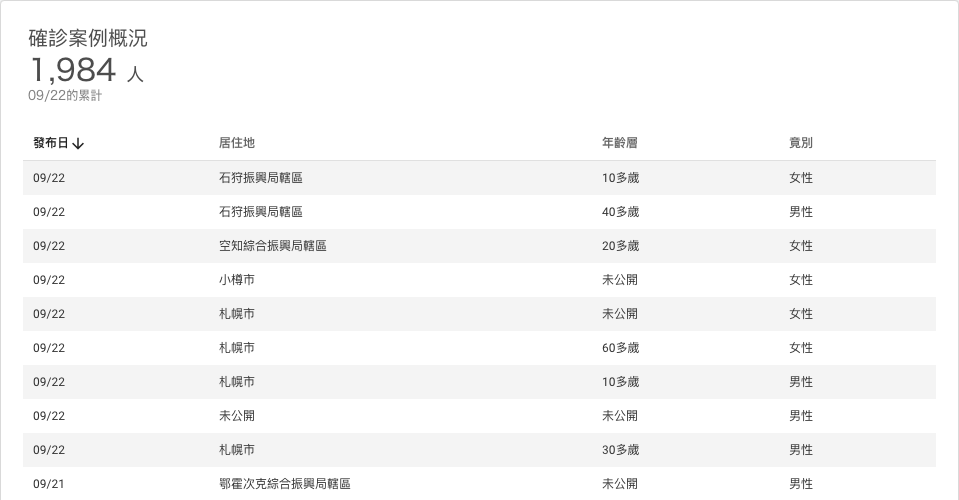 確診案例概況
1,984 人
09/22的累計
發布日↓ 居住地 年齡層 竟別
09/22 石狩振興局轄區 10多歲 女性
09/22 石狩振興局轄區 40多歲 男性
09/22 空知綜合振興局轄區 20多歲 女性
09/22 小樽市 未公開 女性
09/22 札幌市 未公開 女性
09/22 札幌市 60多歲 女性
09/22 札幌市 10多歲 男性
09/22 未公開 未公開 男性
09/22 札幌市 30多歲 男性
09/21 鄂霍次克綜合振興局轄區 未公開 男性